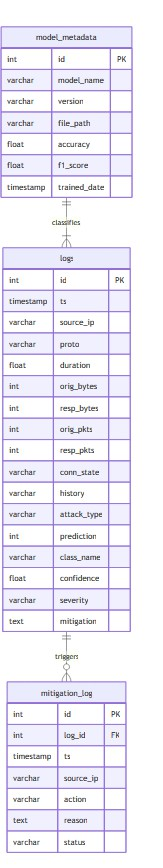 model_metadata
int id PK
varchar model_name
varchar version
varchar file_path
float accuracy
float f1_score
timestamp trained_date
classifies
logs
int id PK
timestamp ts
varchar source_ip
varchar proto
float duration
int orig_bytes
int resp_bytes
int orig_pkts
int resp_pkts
varchar conn_state
varchar history
varchar attack_type
int prediction
varchar class_name
float confidence
varchar severity
text mitigation
triggers
mitigation_log
int id PK
int log_id FK
timestamp ts
varchar source_ip
varchar action
text reason
varchar status